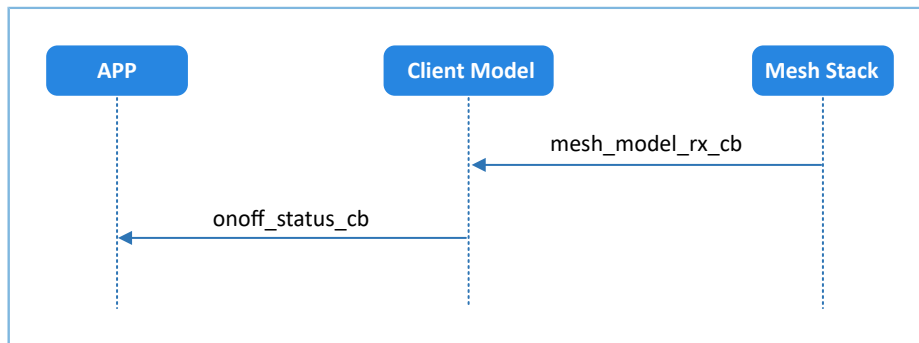 APP
Client Model
Mesh Stack
mesh_model_rx_cb
onoff_status_cb